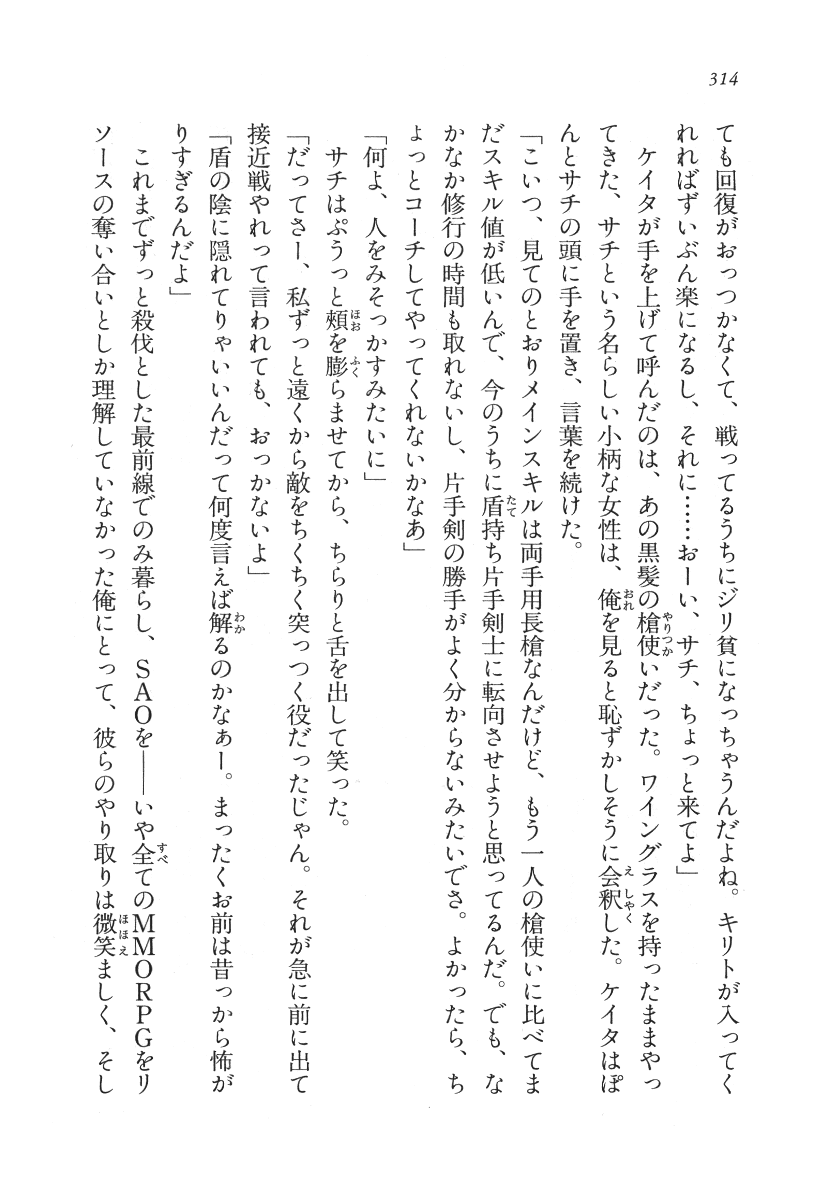 314
ても回復がおっつかなくて、戦ってるうちにジリ貧になっちゃうんだよね。キリトが入ってく
れればずいぶん楽になるし、それに……おーい、サチ、ちょっと来てよ」
　ケイタが手を上げて呼んだのは、あの黒髪の槍使いだった。ワイングラスを持ったままやっ
てきた、サチという名らしい小柄な女性は、俺を見ると恥ずかしそうに会釈した。ケイタはぽ
んとサチの頭に手を置き、言葉を続けた。
「こいつ、見てのとおりメインスキルは両手用長槍なんだけど、もう一人の槍使いに比べてま
だスキル値が低いんで、今のうちに盾持ち片手剣士に転向させようと思ってるんだ。でも、な
かなか修行の時間も取れないし、片手剣の勝手がよく分からないみたいでさ。よかったら、ち
ょっとコーチしてやってくれないかなあ」
「何よ、人をみそっかすみたいに」
　サチはぷうっと頬を膨らませてから、ちらりと舌を出して笑った。
「だってさー、私ずっと遠くから敵をちくちく突っつく役だったじゃん。それが急に前に出て
接近戦やれって言われても、おっかないよ」
「盾の陰に隠れてりゃいいんだって何度言えば解るのかなぁー。まったくお前は昔っから怖が
りすぎるんだよ」
　これまでずっと殺伐とした最前線でのみ暮らし、SAOを——いや全てのMMORPGをリ
ソースの奪い合いとしか理解していなかった俺にとって、彼らのやり取りは微笑ましく、そし